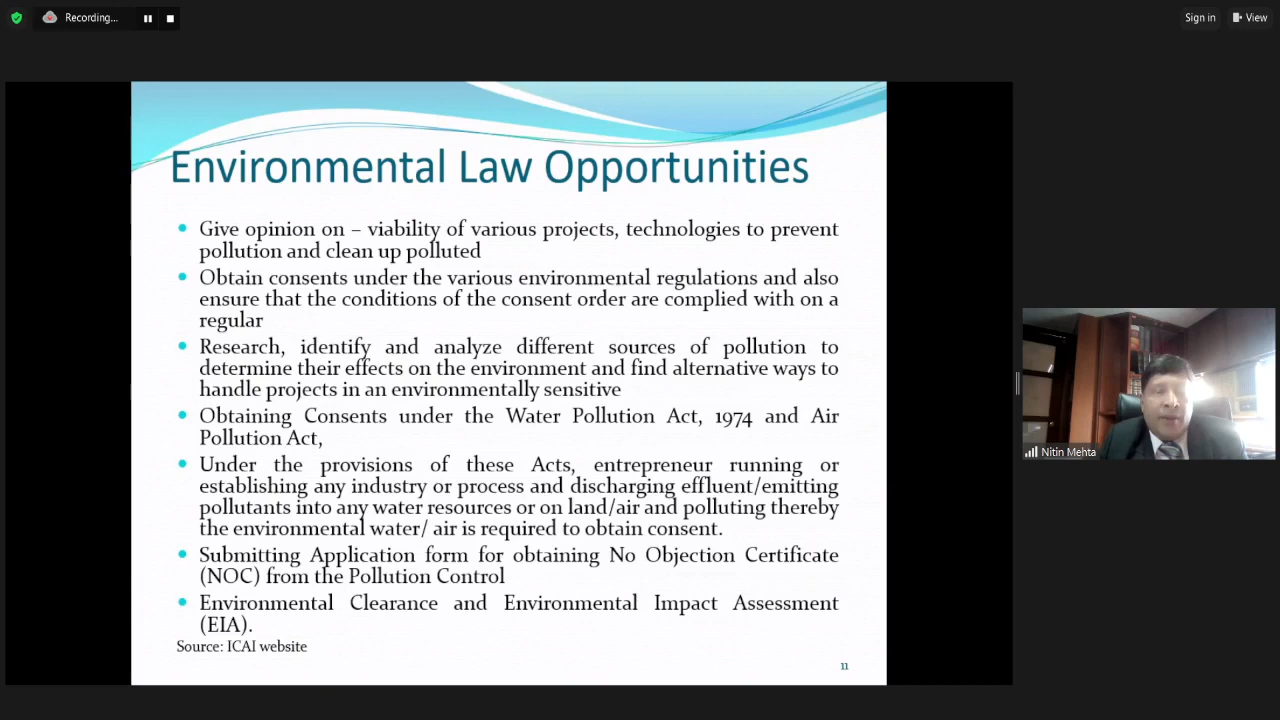 Recording...
Sign in
View
Environmental Law Opportunities
Give opinion on – viability of various projects, technologies to prevent
pollution and clean up polluted
Obtain consents under the various environmental regulations and also
ensure that the conditions of the consent order are complied with on a
regular
Research, identify and analyze different sources of pollution to
determine their effects on the environment and find alternative ways to
handle projects in an environmentally sensitive
Obtaining Consents under the Water Pollution Act, 1974 and Air
Pollution Act,
Under the provisions of these Acts, entrepreneur running or
establishing any industry or process and discharging effluent/emitting
pollutants into any water resources or on land/air and polluting thereby
the environmental water/ air is required to obtain consent.
Submitting Application form for obtaining No Objection Certificate
(NOC) from the Pollution Control
Environmental Clearance and Environmental Impact Assessment
(EIA).
Source: ICAI website
11
Nitin Mehta